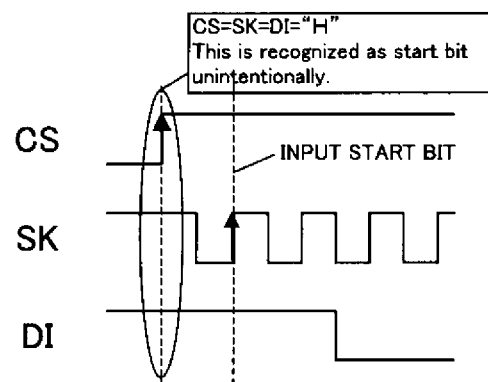 CS=SK=DI=“H”
This is recognized as start bit
unintentionally.
CS
INPUT START BIT
SK
DI